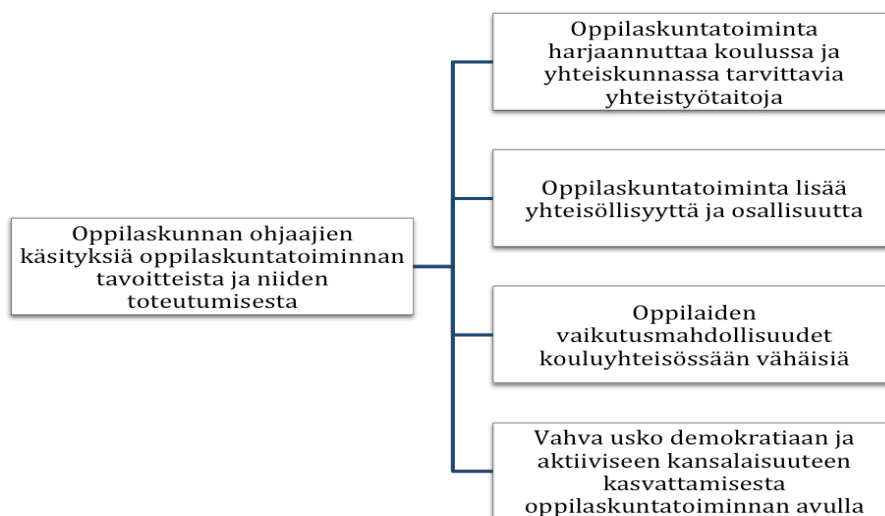 Oppilaskuntatoiminta
harjaannuttaa koulussa ja
yhteiskunnassa tarvittavia
yhteistyötaitoja
Oppilaskuntatoiminta lisää
yhteisöllisyyttä ja osallisuutta
Oppilaskunnan ohjaajien
käsityksiä oppilaskuntatoiminnan
tavoitteista ja niiden
toteutumisesta
Oppilaiden
vaikutusmahdollisuudet
kouluyhteisössään vähäisiä
Vahva usko demokratiaan ja
aktiiviseen kansalaisuuteen
kasvattamisesta
oppilaskuntatoiminnan avulla